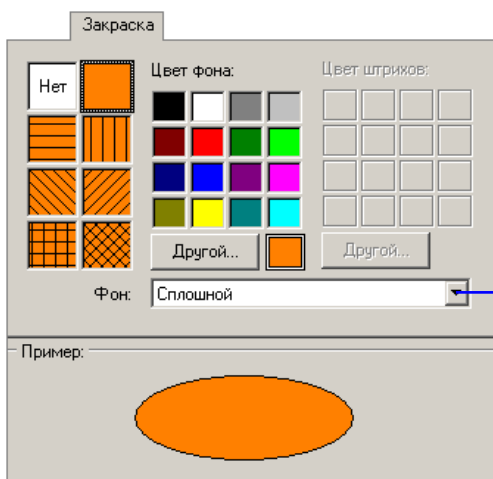 Закраска
Нет
Цвет фона:
Цвет штрихов:
Другой...
Другой...
Фон:
Сплошной
Пример: